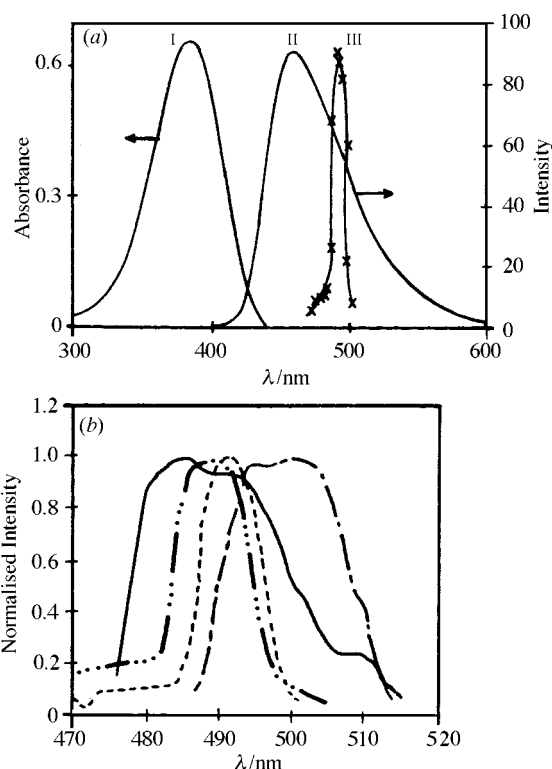 (a)
I
II
III
100
80
60
40
20
0
0.6
0.3
0
Absorbance
Intensity
300
400
500
600
λ/nm
(b)
1.2
1.0
0.8
0.6
0.4
0.2
0
Normalised Intensity
470
480
490
500
510
520
λ/nm